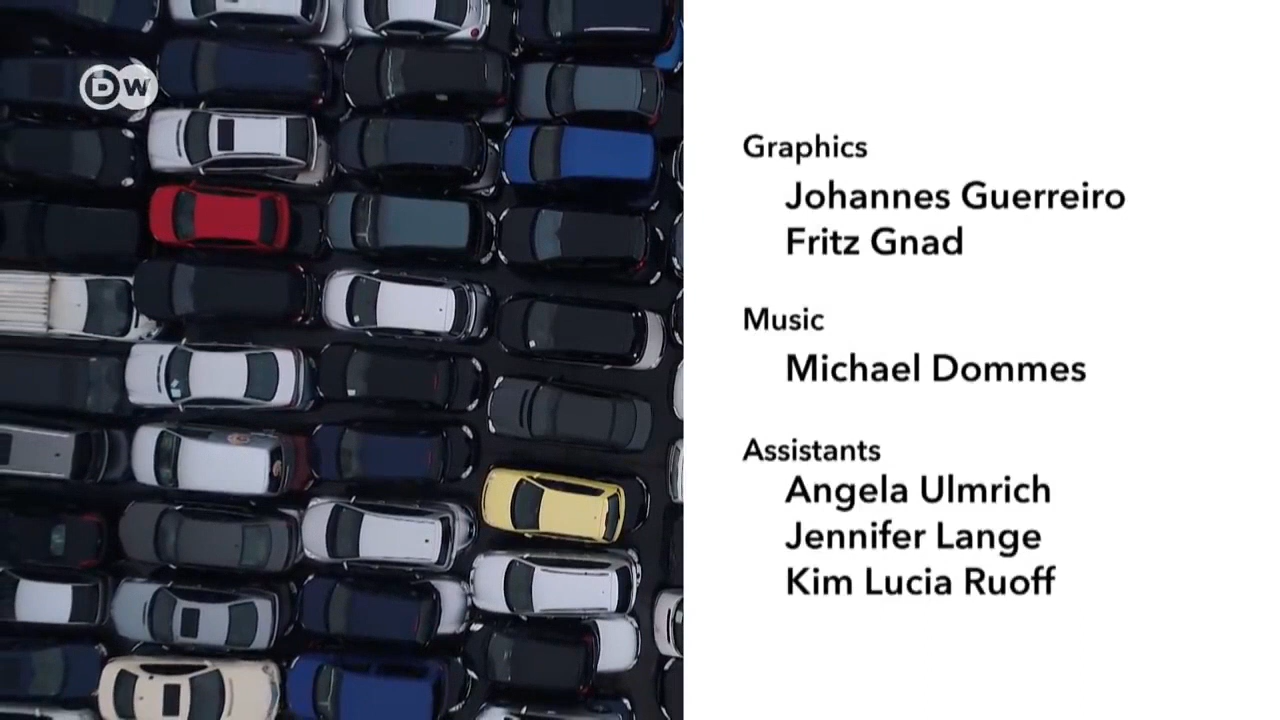 DW
Graphics
Johannes Guerreiro
Fritz Gnad
Music
Michael Dommes
Assistants
Angela Ulmrich
Jennifer Lange
Kim Lucia Ruoff